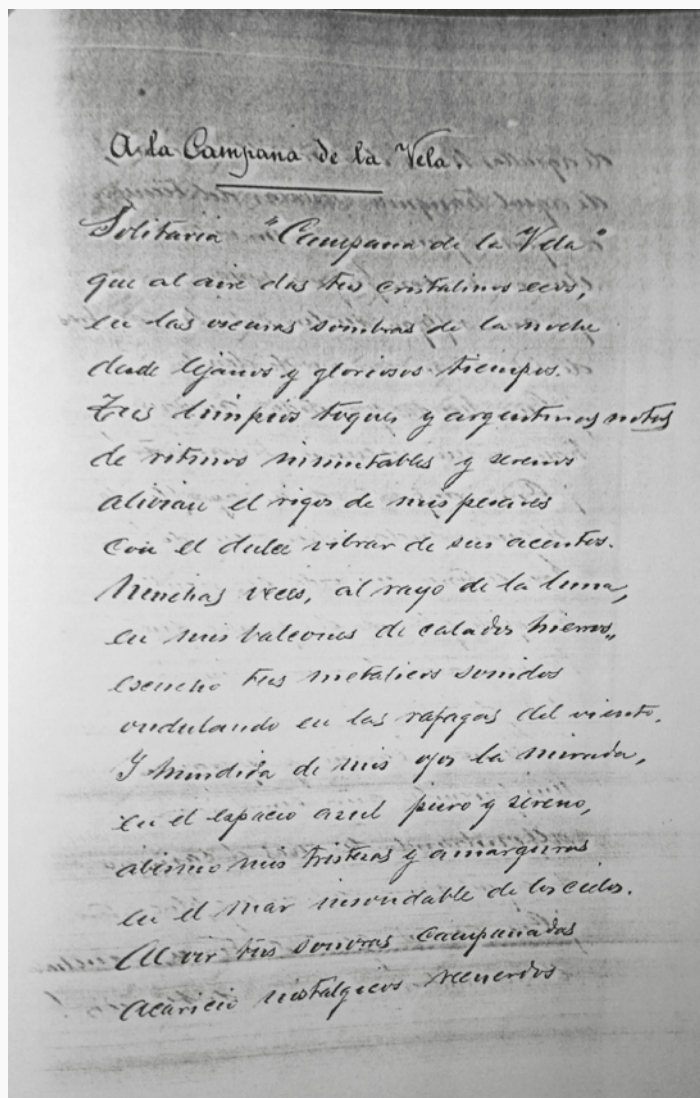 A la Campana de la Vela.
Solitaria "Campana de la Vela"
que al aire das tus cristalinos ecos,
en las oscuras sombras de la noche
desde lejanos y gloriosos tiempos.
Tus limpios toques y argentinas notas
de ritmos inmutables y serenos
alivian el rigor de mis pesares
con el dulce vibrar de sus acentos.
Muchas veces, al rayo de la luna,
en mis balcones de calados hierros,
escucho tus metalicos sonidos
ondulando en las rafagas del viento.
Y hundida de mis ojos la mirada,
en el espacio azul puro y sereno,
abismo mis tristezas y amarguras
en el mar insondable de los cielos.
Al oir tus sonoras campanadas
acaricio nostalgicos recuerdos